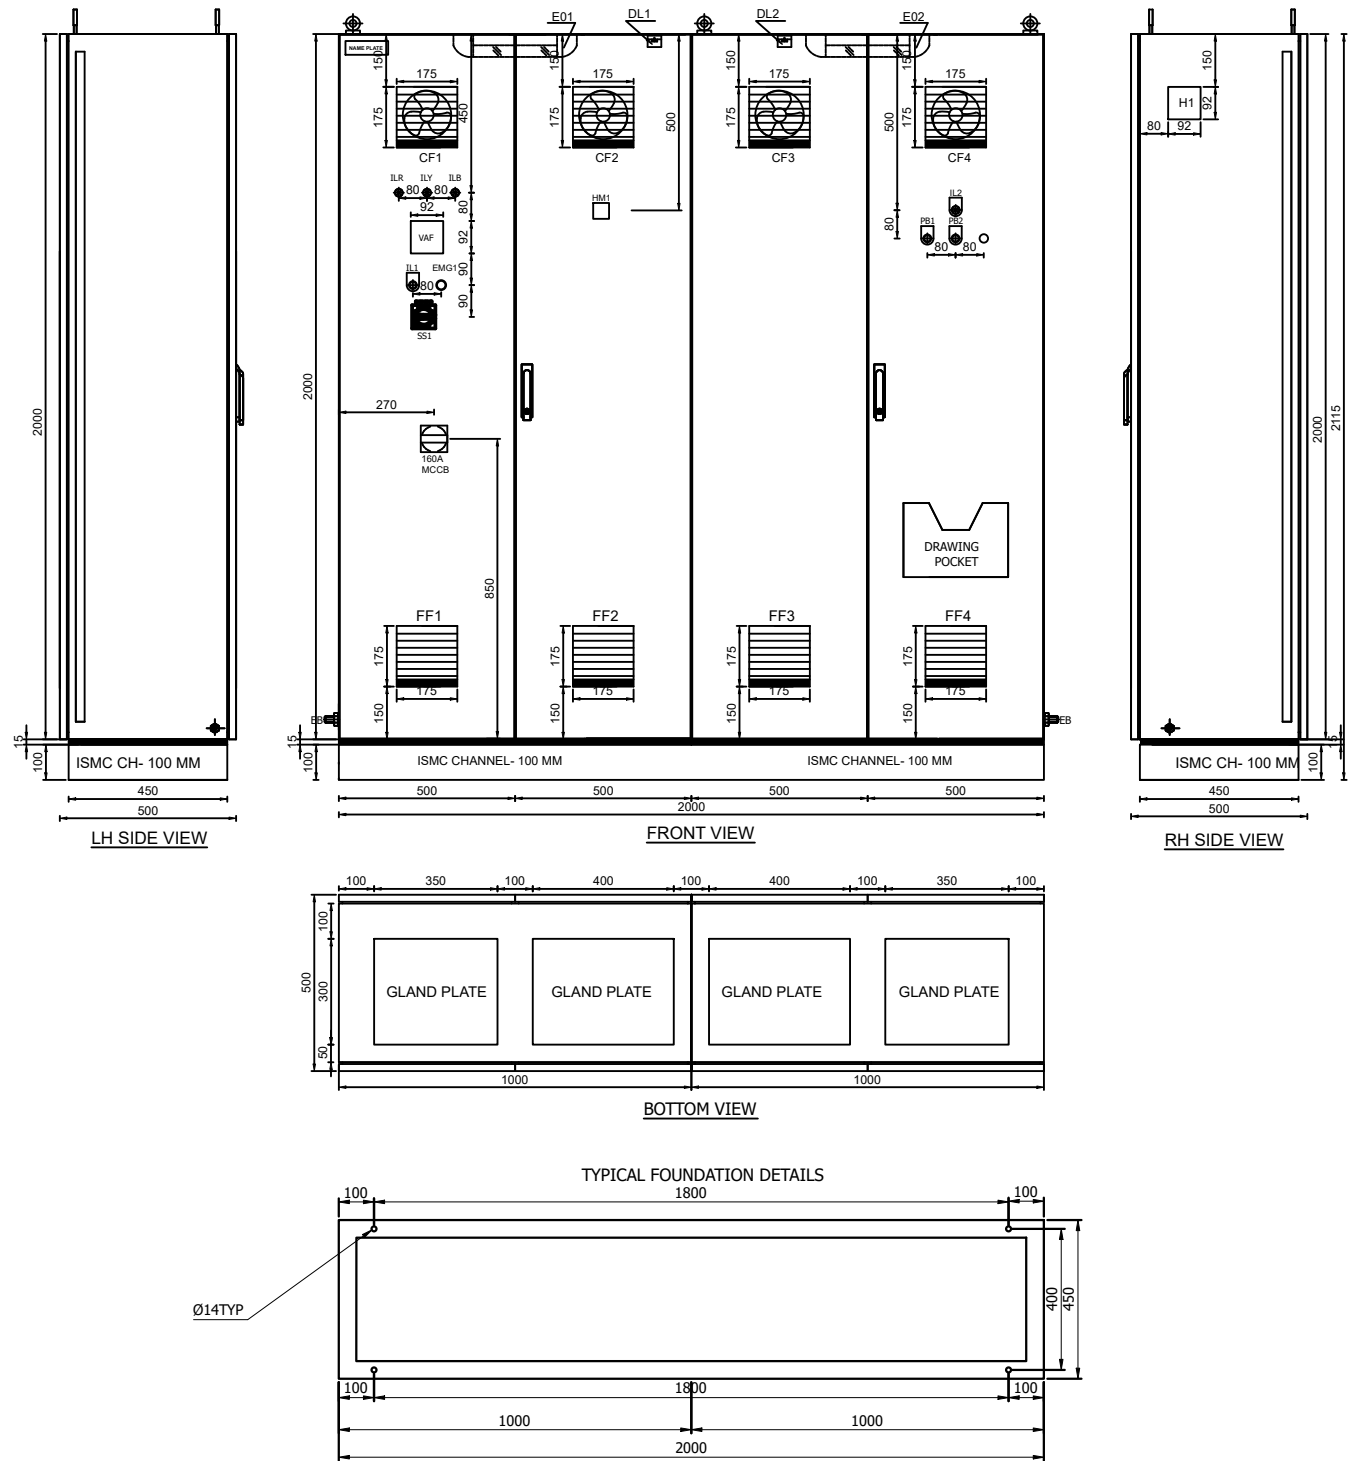 E01
DL1
DL2
E02
NAME PLATE
150
150
150
150
150
175
175
175
175
175
175
175
175
450
500
500
H1
92
80
92
CF1
CF2
CF3
CF4
ILR
ILY
ILB
80
80
HM1
IL2
92
80
VAF
92
PB1
PB2
80
80
80
IL1
EMG1
90
80
90
SS1
2000
2000
2000
2115
270
160A
MCCB
850
DRAWING
POCKET
FF1
FF2
FF3
FF4
175
175
175
175
175
175
175
175
150
150
150
150
EB
EB
15
15
15
100
100
100
ISMC CH- 100 MM
ISMC CHANNEL- 100 MM
ISMC CHANNEL- 100 MM
ISMC CH- 100 MM
450
500
500
500
500
500
2000
450
500
LH SIDE VIEW
FRONT VIEW
RH SIDE VIEW
100
350
100
400
100
400
100
350
100
100
500
300
50
GLAND PLATE
GLAND PLATE
GLAND PLATE
GLAND PLATE
1000
1000
BOTTOM VIEW
TYPICAL FOUNDATION DETAILS
100
1800
100
Ø14TYP
400
450
100
1800
100
1000
1000
2000